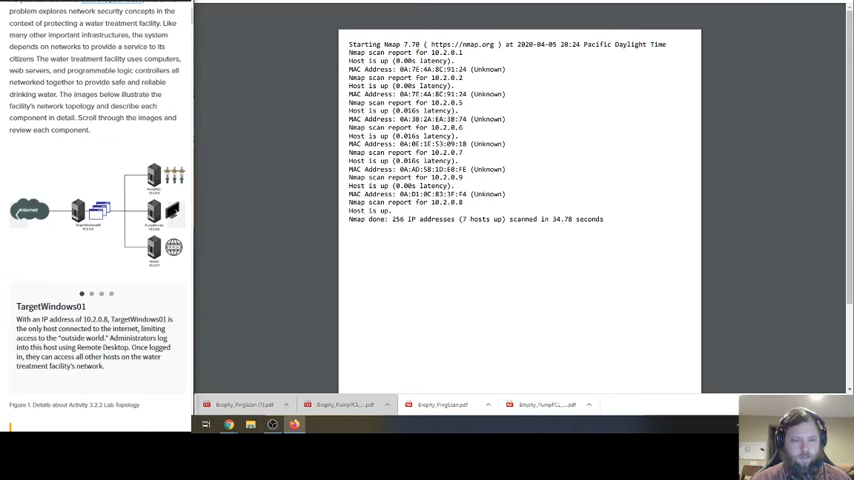 problem explores network security concepts in the
context of protecting a water treatment facility. Like
many other important infrastructures, the system
depends on networks to provide a service to its
citizens The water treatment facility uses computers,
web servers, and programmable logic controllers all
networked together to provide safe and reliable
drinking water. The images below illustrate the
facility's network topology and describe each
component in detail. Scroll through the images and
review each component.
Internet
TargetWindows01
With an IP address of 10.2.0.8, TargetWindows01 is
the only host connected to the internet, limiting
access to the "outside world." Administrators log
into this host using Remote Desktop. Once logged
in, they can access all other hosts on the water
treatment facility's network.
Figure 1. Details about Activity 3.2.2 Lab Topology
Starting Nmap 7.70 ( https://nmap.org ) at 2020-04-05 20:24 Pacific Daylight Time
Nmap scan report for 10.2.0.1
Host is up (0.00s latency).
MAC Address: 0A:7E:4A:8C:91:24 (Unknown)
Nmap scan report for 10.2.0.2
Host is up (0.00s latency).
MAC Address: 0A:7E:4A:8C:91:24 (Unknown)
Nmap scan report for 10.2.0.5
Host is up (0.016s latency).
MAC Address: 0A:3B:2A:EA:3B:74 (Unknown)
Nmap scan report for 10.2.0.6
Host is up (0.016s latency).
MAC Address: 0A:0E:1E:53:09:18 (Unknown)
Nmap scan report for 10.2.0.7
Host is up (0.016s latency).
MAC Address: 0A:AD:58:1D:E0:FE (Unknown)
Nmap scan report for 10.2.0.9
Host is up (0.00s latency).
MAC Address: 0A:D1:0C:83:3F:F4 (Unknown)
Nmap scan report for 10.2.0.8
Host is up.
Nmap done: 256 IP addresses (7 hosts up) scanned in 34.78 seconds
Brophy_PingScan (1).pdf
Brophy_PumpPCIL_....pdf
Brophy_PingScan.pdf
Brophy_PumpPCI_....pdf